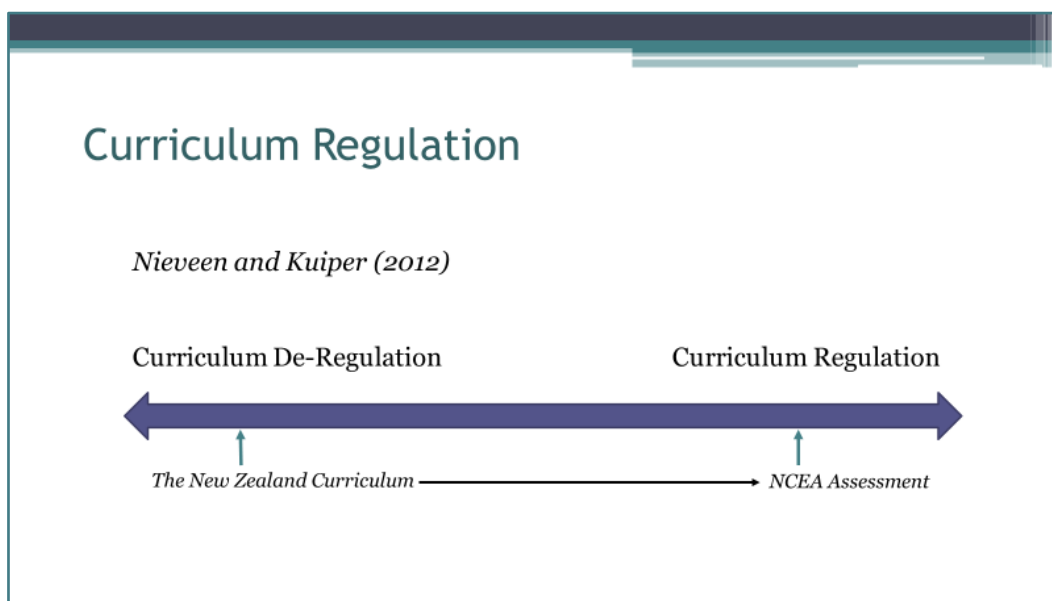 Curriculum Regulation
Nieveen and Kuiper (2012)
Curriculum De-Regulation
Curriculum Regulation
The New Zealand Curriculum
NCEA Assessment